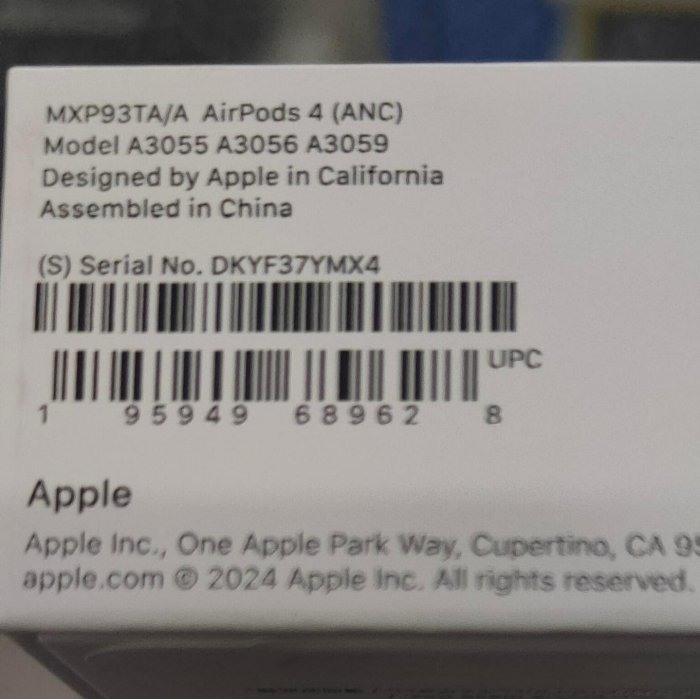 MXP93TA/A AirPods 4 (ANC)
Model A3055 A3056 A3059
Designed by Apple in California
Assembled in China
(S) Serial No. DKYF37YMX4
UPC
1 95949 68962 8
Apple
Apple Inc., One Apple Park Way, Cupertino, CA
apple.com © 2024 Apple Inc. All rights reserved.